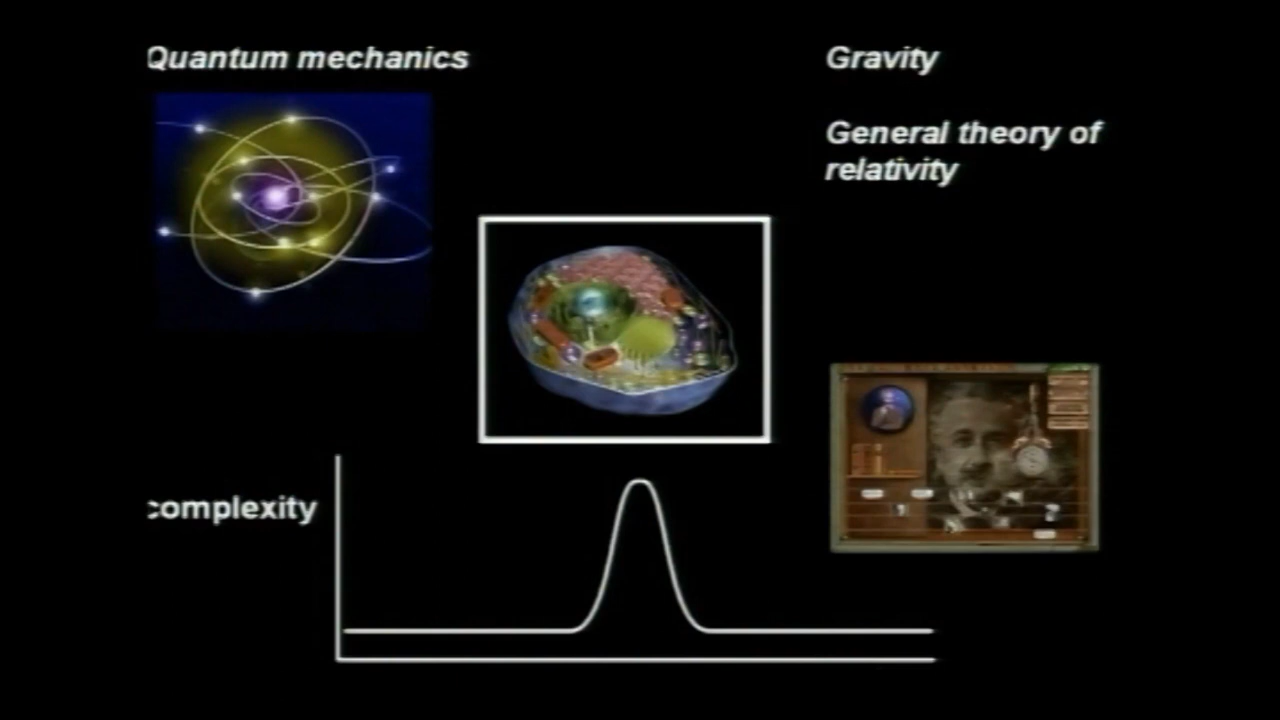 Quantum mechanics
Gravity
General theory of
relativity
complexity